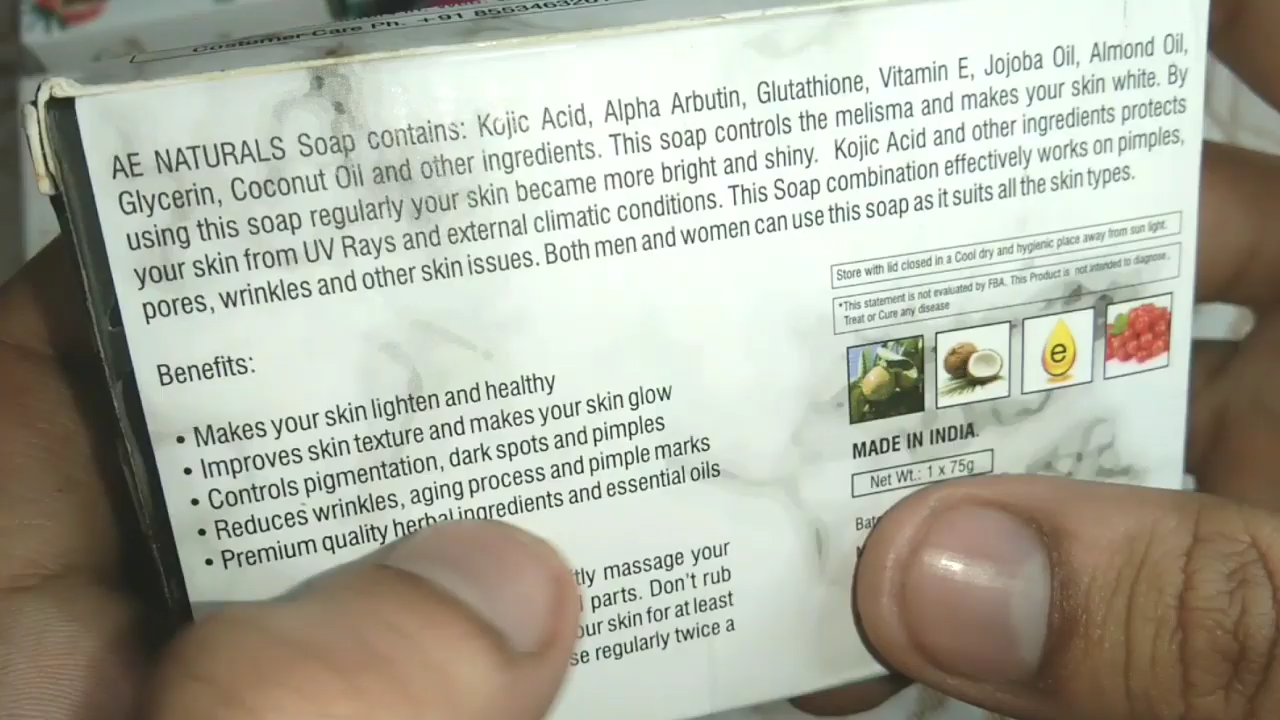 Costumer Care Ph. +91 85534632
AE NATURALS Soap contains: Kojic Acid, Alpha Arbutin, Glutathione, Vitamin E, Jojoba Oil, Almond Oil,
Glycerin, Coconut Oil and other ingredients. This soap controls the melisma and makes your skin white. By
using this soap regularly your skin became more bright and shiny. Kojic Acid and other ingredients protects
your skin from UV Rays and external climatic conditions. This Soap combination effectively works on pimples,
pores, wrinkles and other skin issues. Both men and women can use this soap as it suits all the skin types.
Store with lid closed in a Cool dry and hygienic place away from sun light.
*This statement is not evaluated by FBA. This Product is not intended to diagnose,
Treat or Cure any disease
e
Benefits:
• Makes your skin lighten and healthy
• Improves skin texture and makes your skin glow
• Controls pigmentation, dark spots and pimples
• Reduces wrinkles, aging process and pimple marks
• Premium quality herbal ingredients and essential oils
MADE IN INDIA.
Net Wt.: 1 x 75g
massage your
parts. Don't rub
skin for at least
regularly twice a